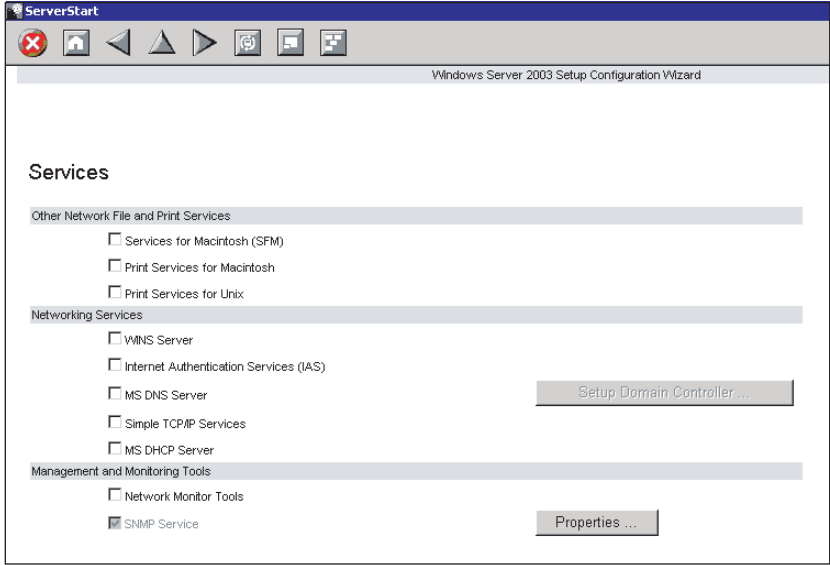 ServerStart
Windows Server 2003 Setup Configuration Wizard
Services
Other Network File and Print Services
Services for Macintosh (SFM)
Print Services for Macintosh
Print Services for Unix
Networking Services
WINS Server
Internet Authentication Services (IAS)
MS DNS Server
Setup Domain Controller ...
Simple TCP/IP Services
MS DHCP Server
Management and Monitoring Tools
Network Monitor Tools
SNMP Service
Properties ...